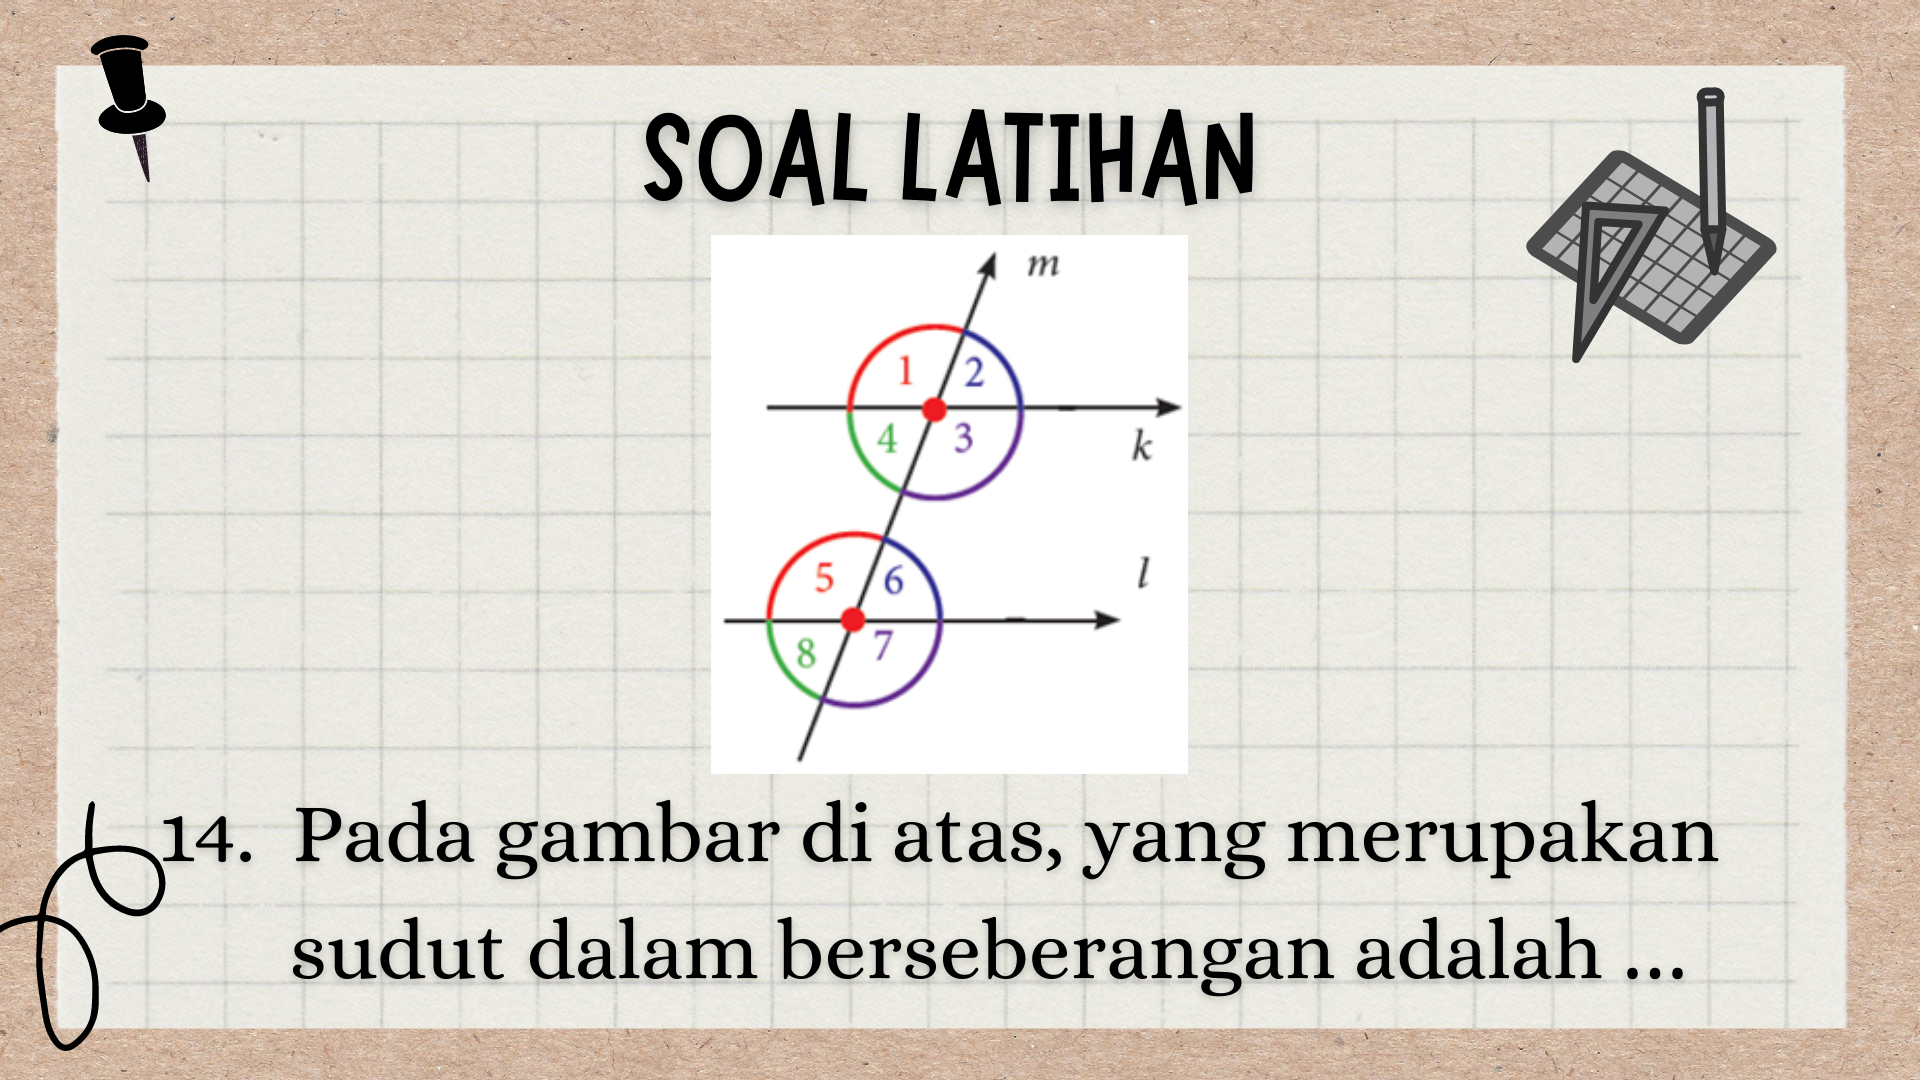 SOAL LATIHAN
m
1 2
4 3
k
l
5 6
8 7
14. Pada gambar di atas, yang merupakan
sudut dalam berseberangan adalah ...